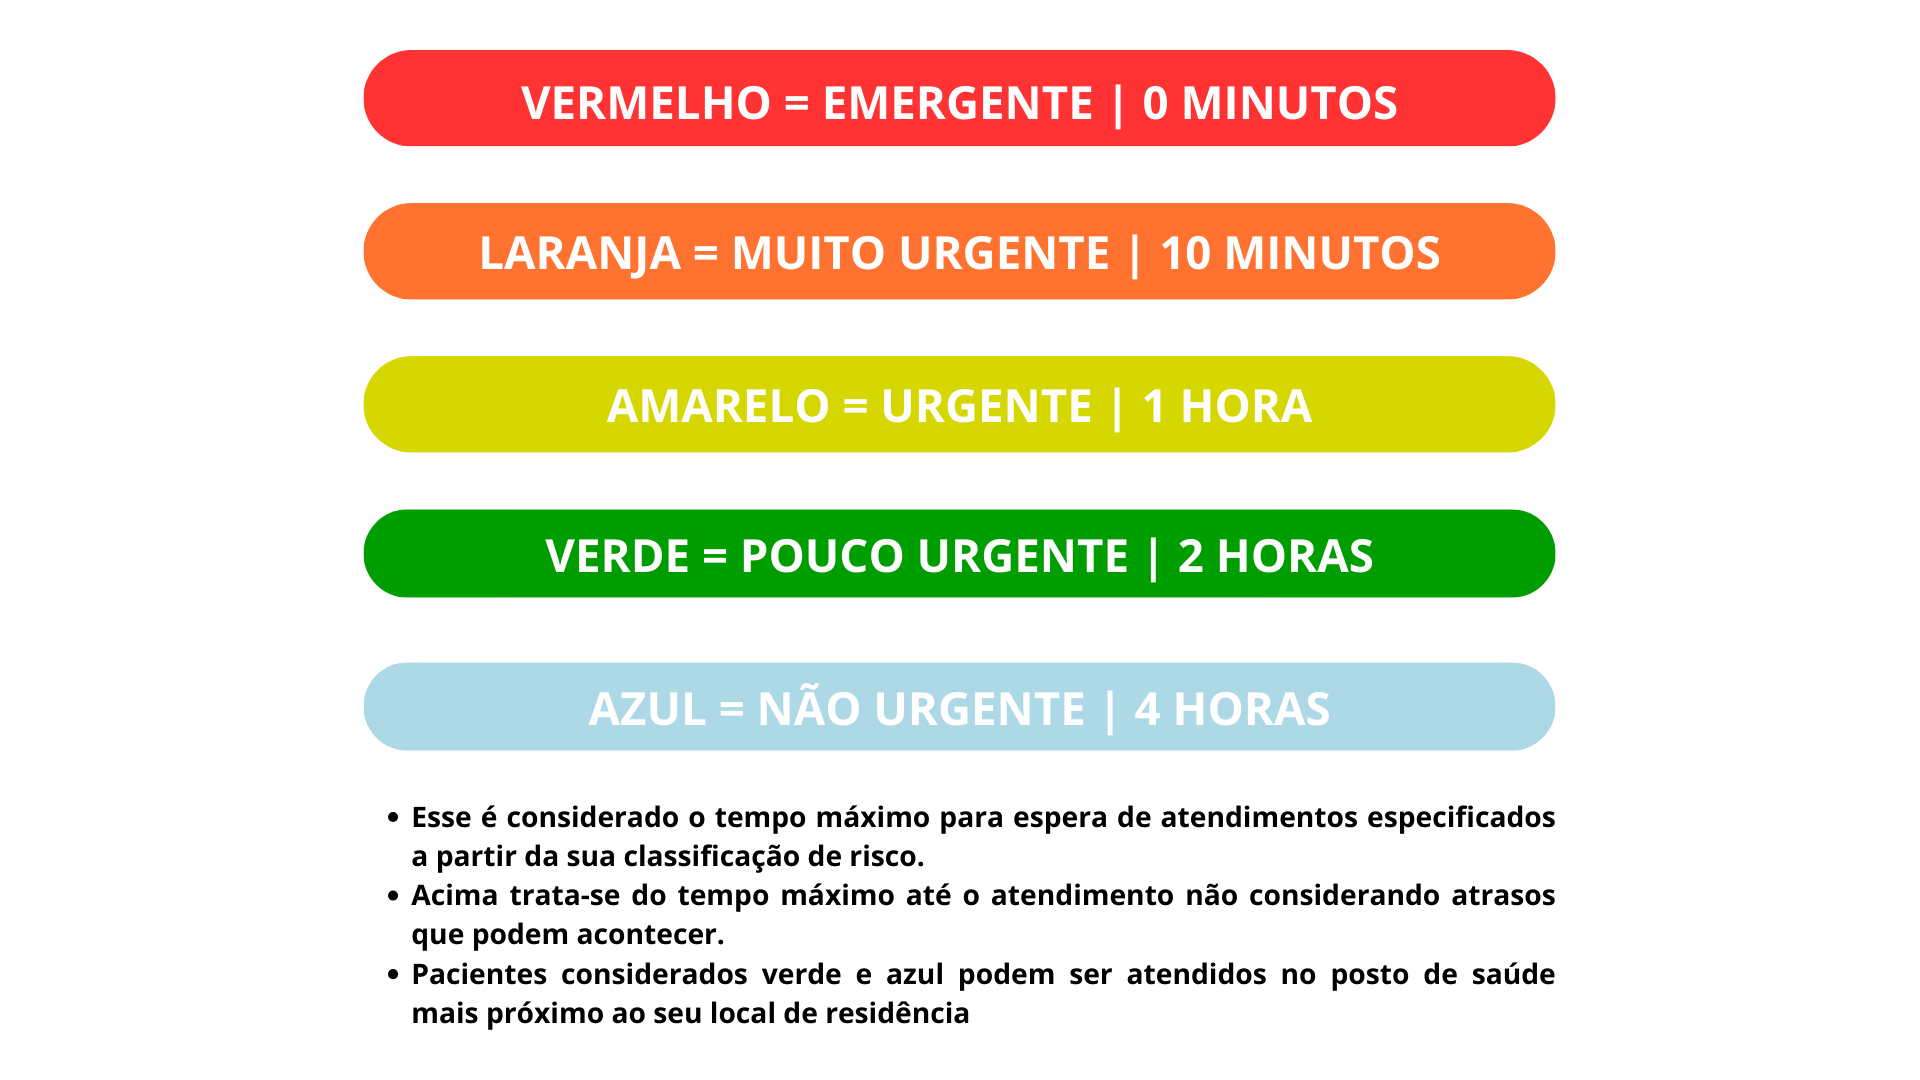 VERMELHO = EMERGENTE | 0 MINUTOS
LARANJA = MUITO URGENTE | 10 MINUTOS
AMARELO = URGENTE | 1 HORA
VERDE = POUCO URGENTE | 2 HORAS
AZUL = NÃO URGENTE | 4 HORAS
• Esse é considerado o tempo máximo para espera de atendimentos especificados
a partir da sua classificação de risco.
• Acima trata-se do tempo máximo até o atendimento não considerando atrasos
que podem acontecer.
• Pacientes considerados verde e azul podem ser atendidos no posto de saúde
mais próximo ao seu local de residência